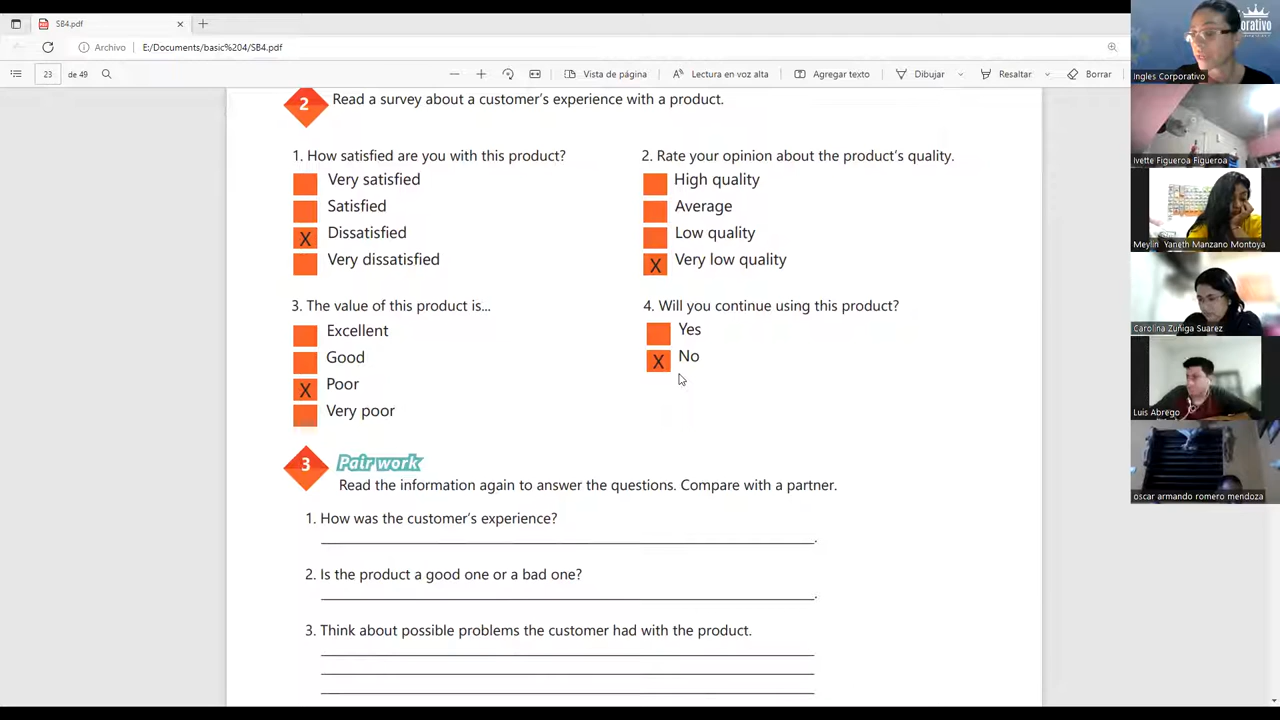 SB4.pdf
Archivo E:/Documents/basic%204/SB4.pdf
23 de 49 Vista de página Lectura en voz alta Agregar texto Dibujar Resaltar Borrar
2 Read a survey about a customer's experience with a product.
1. How satisfied are you with this product?
Very satisfied
Satisfied
X Dissatisfied
Very dissatisfied
2. Rate your opinion about the product's quality.
High quality
Average
Low quality
X Very low quality
3. The value of this product is...
Excellent
Good
X Poor
Very poor
4. Will you continue using this product?
Yes
X No
3 Pair work
Read the information again to answer the questions. Compare with a partner.
1. How was the customer's experience?
2. Is the product a good one or a bad one?
3. Think about possible problems the customer had with the product.
Ingles Corporativo
Ivette Figueroa Figueroa
Meylin Yaneth Manzano Montoya
Carolina Zuniga Suarez
Luis Abrego
oscar armando romero mendoza